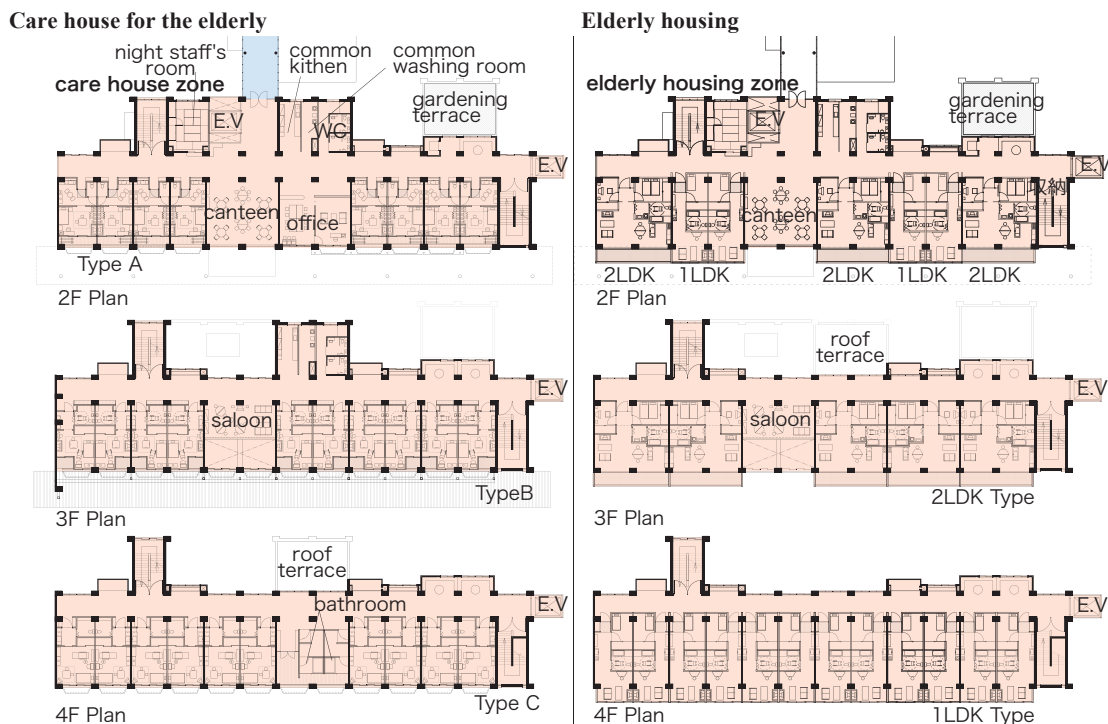 Care house for the elderly
night staff's
room
common
kithen
common
washing room
care house zone
gardening
terrace
E.V
WC
E.V
canteen
office
Type A
2F Plan
saloon
E.V
TypeB
3F Plan
roof
terrace
bathroom
E.V
Type C
4F Plan
Elderly housing
elderly housing zone
gardening
terrace
E.V
E.V
収納
canteen
2LDK
1LDK
2LDK
1LDK
2LDK
2F Plan
roof
terrace
saloon
E.V
2LDK Type
3F Plan
E.V
4F Plan
1LDK Type